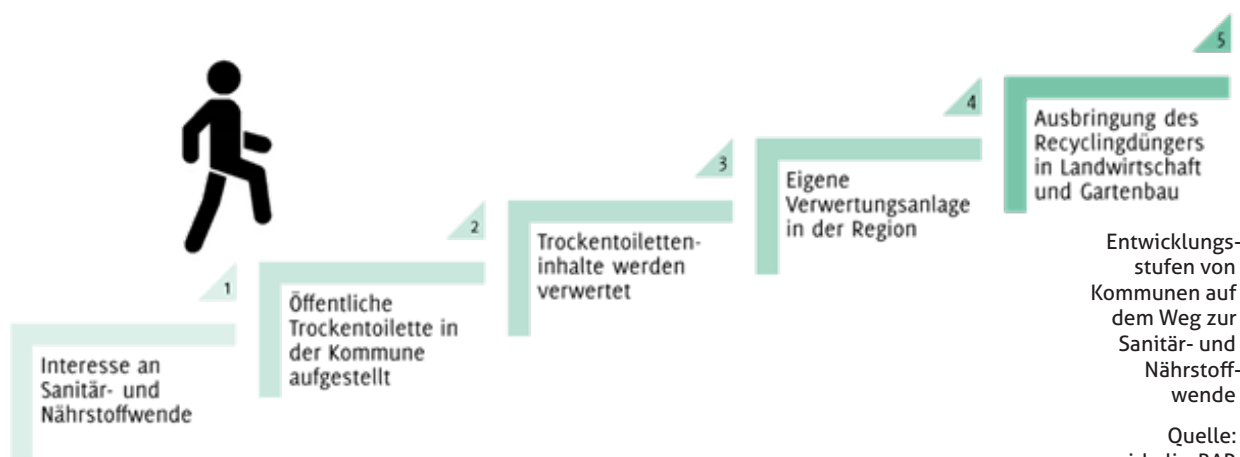 1
Interesse an
Sanitär- und
Nährstoffwende
2
Öffentliche
Trockentoilette in
der Kommune
aufgestellt
3
Trockentoiletten-
inhalte werden
verwertet
4
Eigene
Verwertungsanlage
in der Region
5
Ausbringung des
Recyclingdüngers
in Landwirtschaft
und Gartenbau
Entwicklungs-
stufen von
Kommunen auf
dem Weg zur
Sanitär- und
Nährstoff-
wende
Quelle: